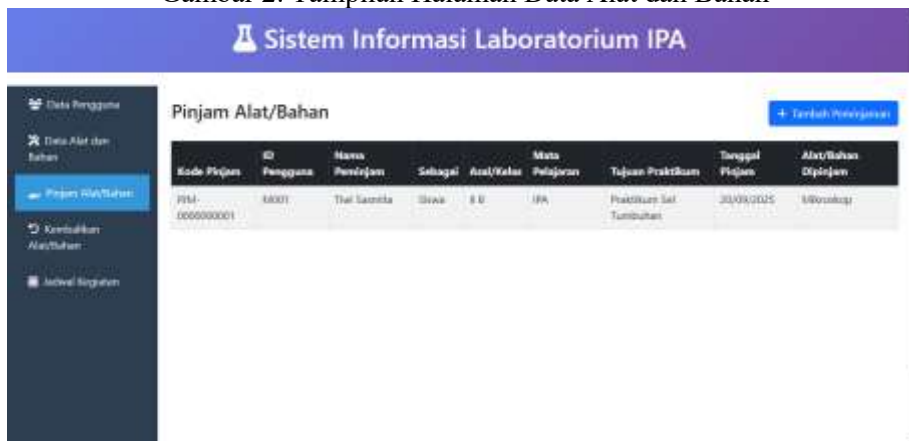 Gambar 2. Tampilan Halaman Data Alat dan Bahan
Sistem Informasi Laboratorium IPA
Data Pengguna
Data Alat dan
Bahan
Pinjam Alat/Bahan
Kembalikan
Alat/Bahan
Jadwal Kegiatan
Pinjam Alat/Bahan
+ Tambah Peminjaman
Kode Pinjam
ID
Pengguna
Nama
Peminjam
Sebagai
Asal/Kelas
Mata
Pelajaran
Tujuan Praktikum
Tanggal
Pinjam
Alat/Bahan
Dipinjam
0000000001
Siswa
IPA
Praktikum Sel
Tumbuhan
20/09/2025
Mikroskop